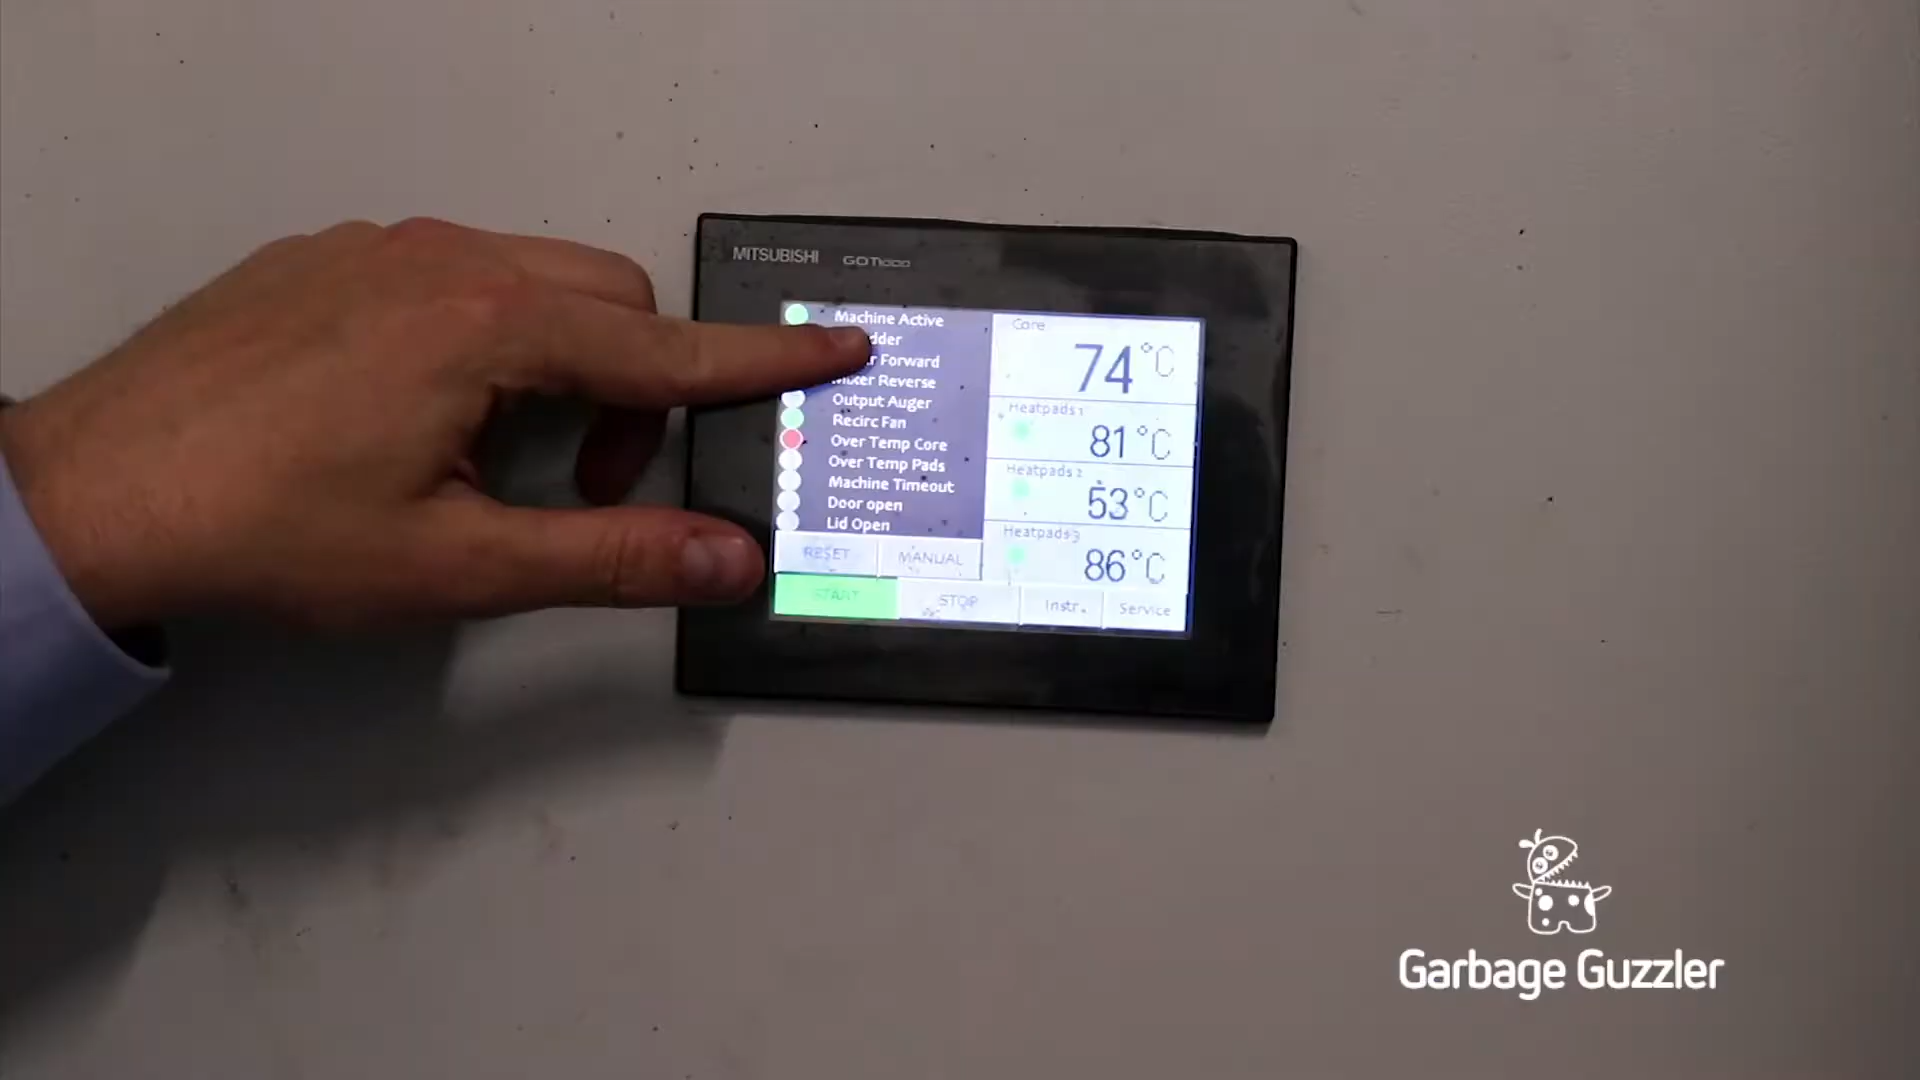 MITSUBISHI GOT1000
Machine Active
dder
r Forward
Mixer Reverse
Output Auger
Recirc Fan
Over Temp Core
Over Temp Pads
Machine Timeout
Door open
Lid Open
RESET MANUAL
START STOP
Core
74°C
Heatpads 1
81°C
Heatpads 2
53°C
Heatpads 3
86°C
Instr. Service
Garbage Guzzler